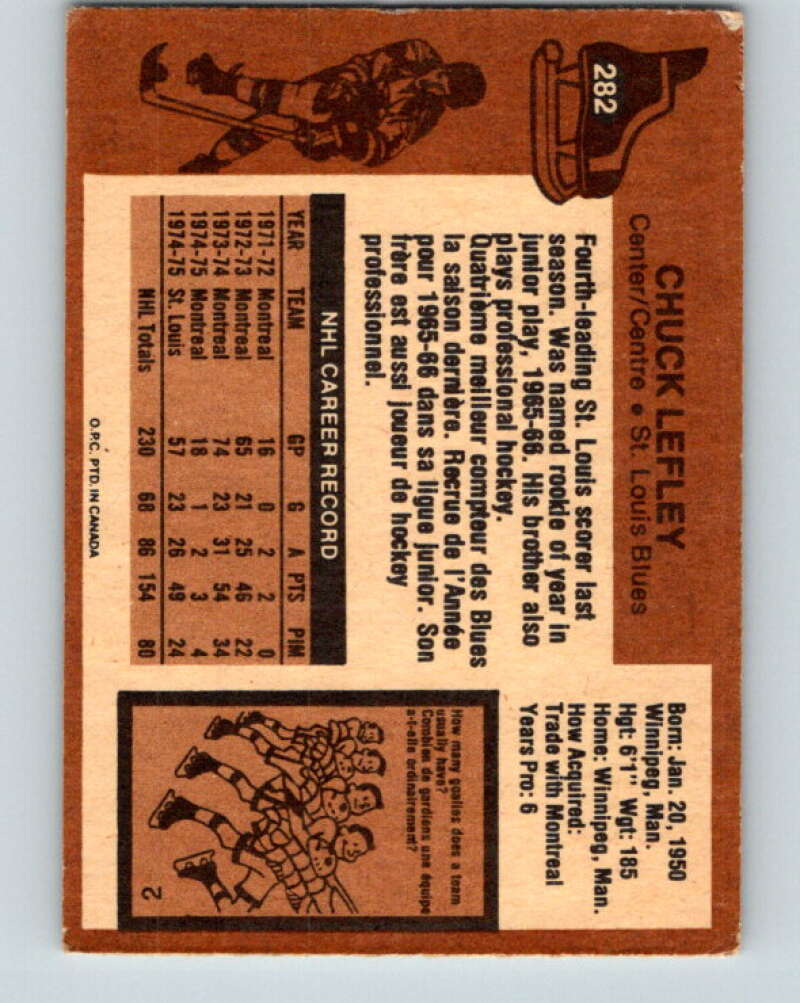 282
CHUCK LEFLEY
Center/Centre • St. Louis Blues
Fourth-leading St. Louis scorer last
season. Was named rookie of year in
junior play, 1965-66. His brother also
plays professional hockey.
Quatrième meilleur compteur des Blues
la saison dernière. Recrue de l'Année
pour 1965-66 dans sa ligue junior. Son
frère est aussi joueur de hockey
professionnel.
Born: Jan. 20, 1950
Winnipeg, Man.
Hgt: 6'1" Wgt: 185
Home: Winnipeg, Man.
How Acquired:
Trade with Montreal
Years Pro: 6
NHL CAREER RECORD
YEAR TEAM GP G A PTS PIM
1971-72 Montreal 16 0 2 2 0
1972-73 Montreal 65 21 25 46 22
1973-74 Montreal 74 23 31 54 34
1974-75 Montreal 18 1 2 3 4
1974-75 St. Louis 57 23 26 49 24
NHL Totals 230 68 86 154 80
How many goalies does a team
usually have?
Combien de gardiens une équipe
a-t-elle ordinairement?
2
O.P.C. PTD. IN CANADA